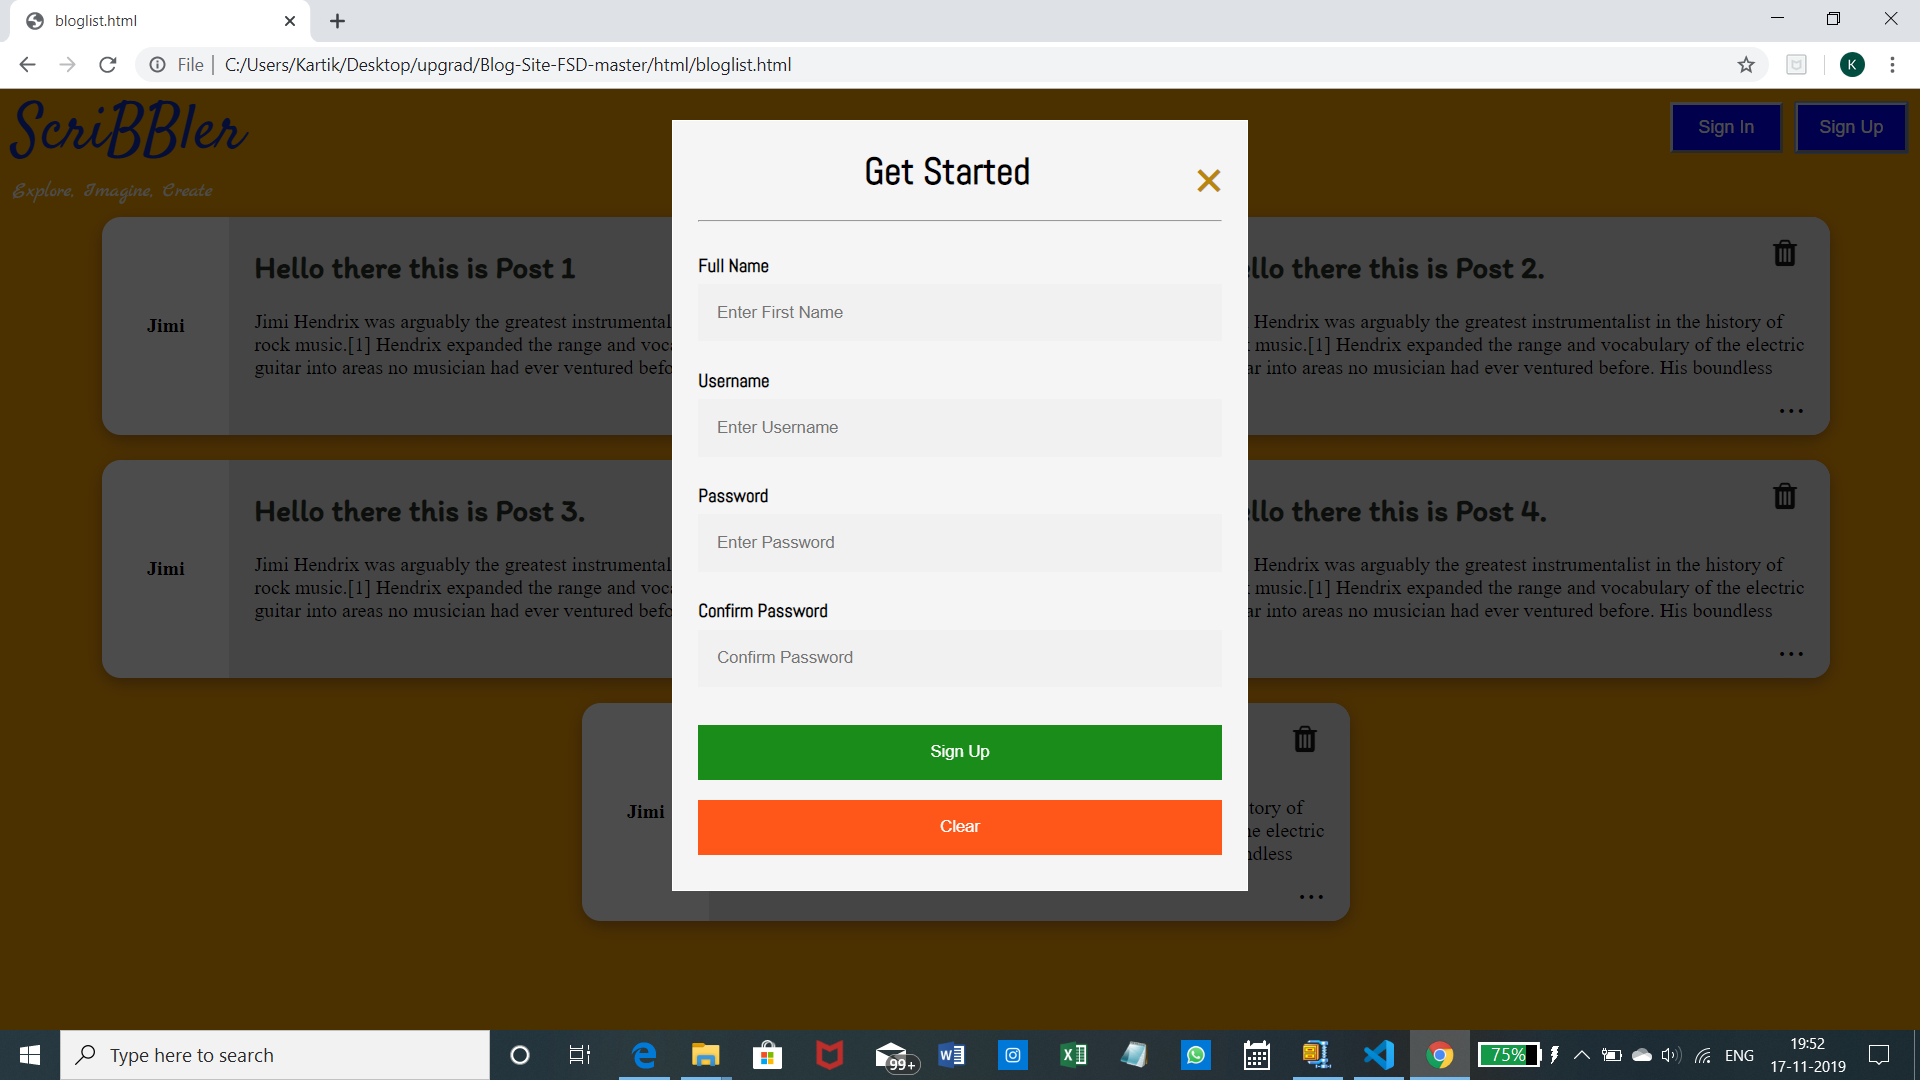 bloglist.html
File
C:/Users/Kartik/Desktop/upgrad/Blog-Site-FSD-master/html/bloglist.html
K
ScriBBler
Explore, Imagine, Create
Sign In
Sign Up
Get Started
Full Name
Enter First Name
Username
Enter Username
Password
Enter Password
Confirm Password
Confirm Password
Sign Up
Clear
Jimi
Hello there this is Post 1
Jimi Hendrix was arguably the greatest instrumental
rock music.[1] Hendrix expanded the range and voca
guitar into areas no musician had ever ventured befo
llo there this is Post 2.
Hendrix was arguably the greatest instrumentalist in the history of
music.[1] Hendrix expanded the range and vocabulary of the electric
ar into areas no musician had ever ventured before. His boundless
...
Jimi
Hello there this is Post 3.
Jimi Hendrix was arguably the greatest instrumental
rock music.[1] Hendrix expanded the range and voca
guitar into areas no musician had ever ventured befo
llo there this is Post 4.
Hendrix was arguably the greatest instrumentalist in the history of
music.[1] Hendrix expanded the range and vocabulary of the electric
ar into areas no musician had ever ventured before. His boundless
...
Jimi
tory of
e electric
ndless
...
Type here to search
99+
75%
ENG
19:52
17-11-2019